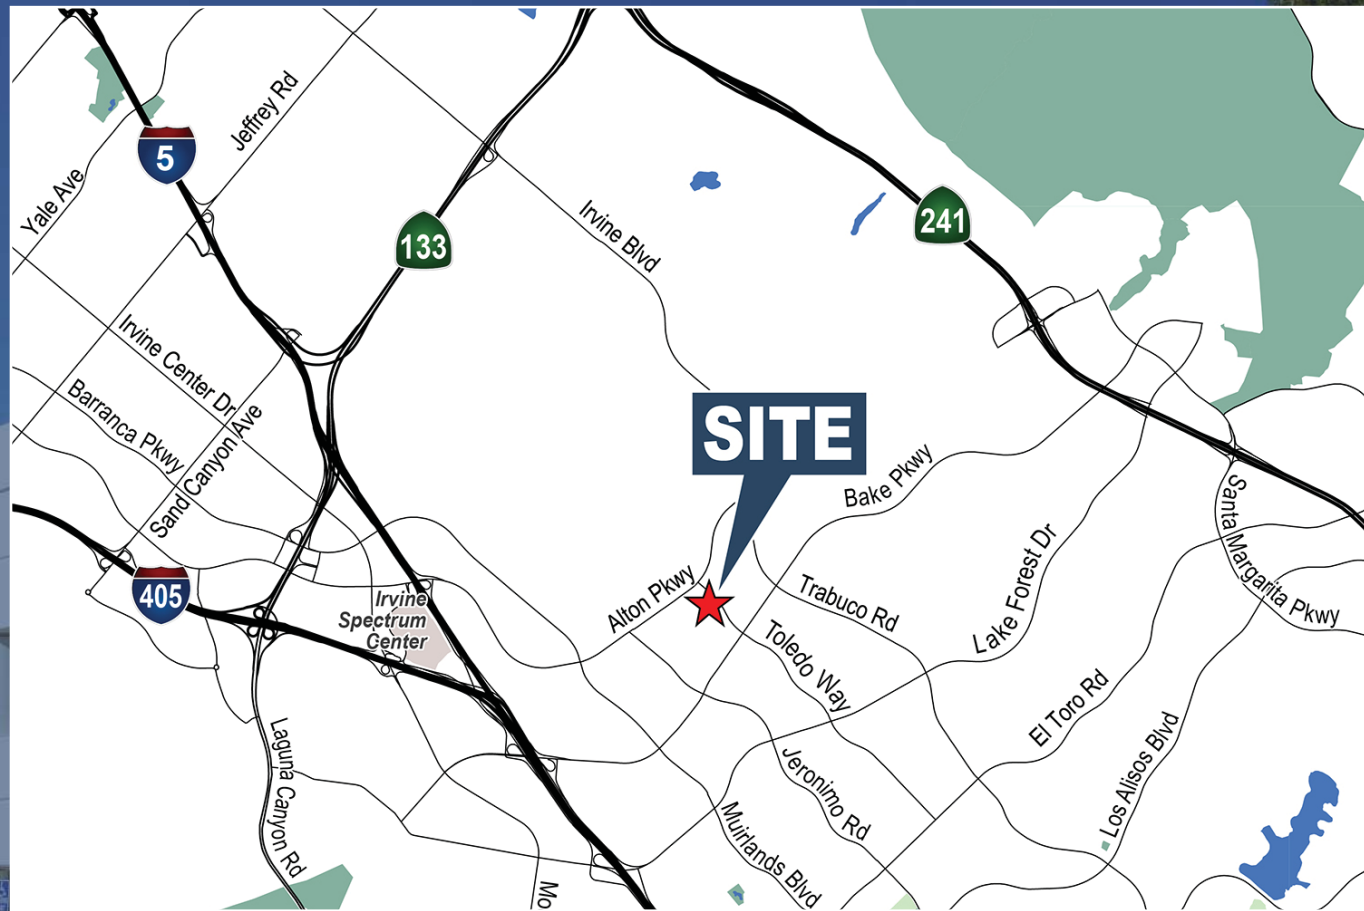 5
Jeffrey Rd
Yale Ave
133
Irvine Blvd
241
Irvine Center Dr
Barranca Pkwy
Sand Canyon Ave
SITE
Bake Pkwy
Santa Margarita Pkwy
405
Irvine
Spectrum
Center
Alton Pkwy
Trabuco Rd
Toledo Way
Lake Forest Dr
El Toro Rd
Los Alisos Blvd
Jeronimo Rd
Muirlands Blvd
Laguna Canyon Rd
Mo